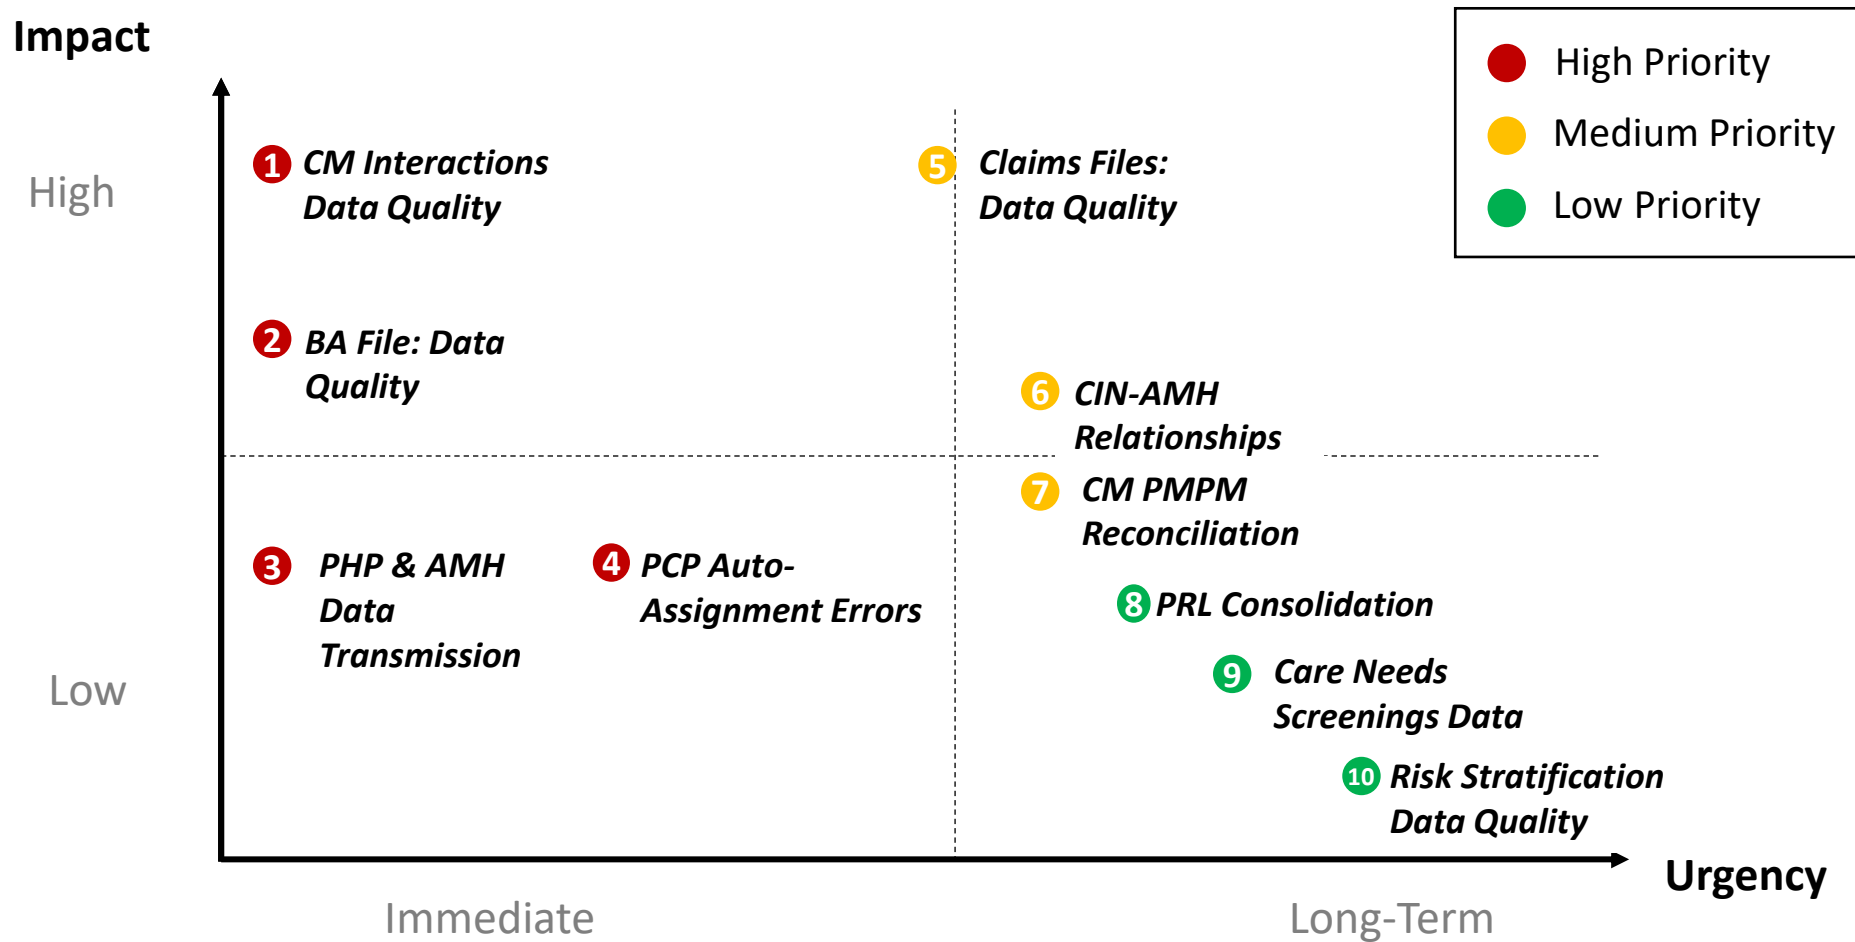 Impact
High Priority
Medium Priority
Low Priority
High
1 CM Interactions
Data Quality
5 Claims Files:
Data Quality
2 BA File: Data
Quality
6 CIN-AMH
Relationships
7 CM PMPM
Reconciliation
3 PHP & AMH
Data
Transmission
4 PCP Auto-
Assignment Errors
8 PRL Consolidation
Low
9 Care Needs
Screenings Data
10 Risk Stratification
Data Quality
Urgency
Immediate
Long-Term